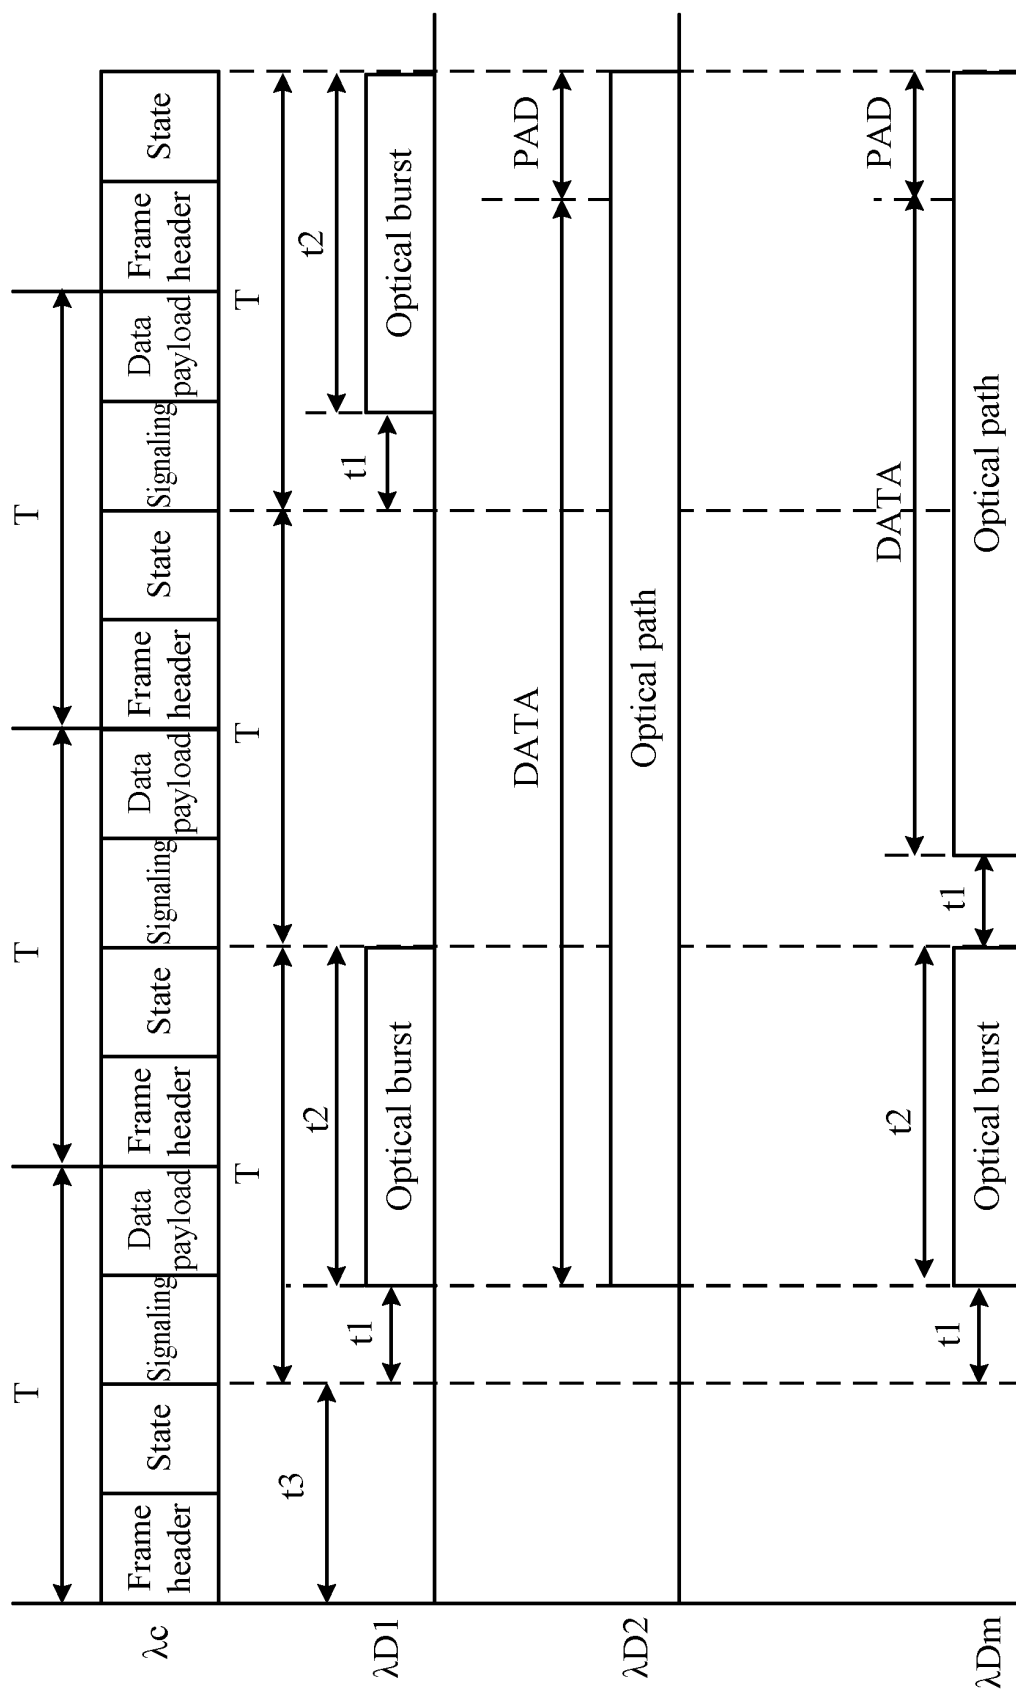 T
T
T
λc
Frame
header
State
Signaling
Data
payload
Frame
header
State
Signaling
Data
payload
Frame
header
State
Signaling
Data
payload
Frame
header
State
T
T
T
t3
t2
t2
λD1
t1
Optical burst
t1
Optical burst
DATA
PAD
λD2
Optical path
t2
DATA
PAD
λDm
t1
Optical burst
t1
Optical path